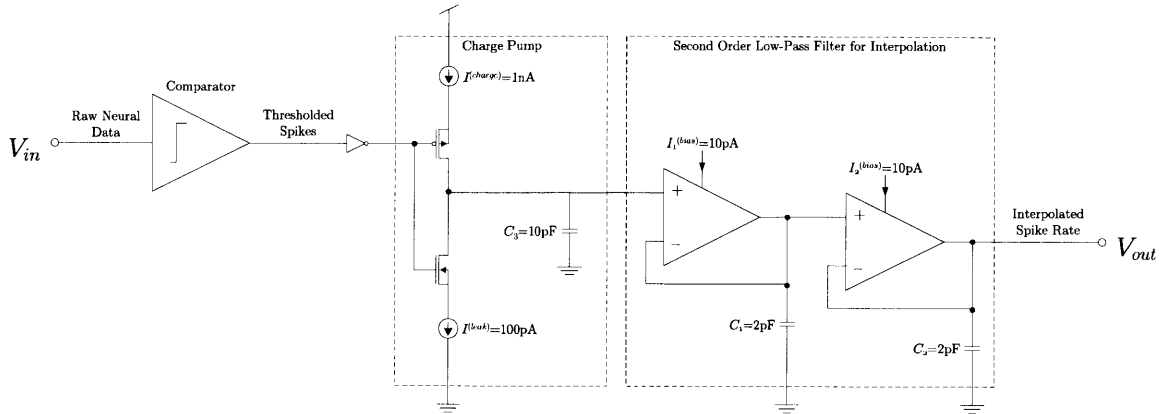 Charge Pump
Second Order Low-Pass Filter for Interpolation
I^(charge)=1nA
Comparator
Raw Neural
Data
Thresholded
Spikes
V_in
I_1^(bias)=10pA
I_2^(bias)=10pA
+
+
C_3=10pF
−
−
Interpolated
Spike Rate
V_out
I^(leak)=100pA
C_1=2pF
C_2=2pF